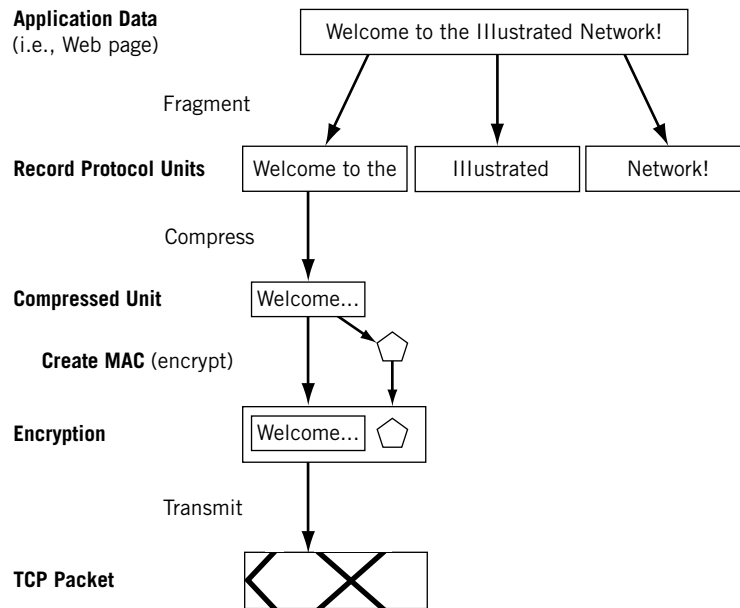 Application Data
(i.e., Web page)
Welcome to the Illustrated Network!
Fragment
Record Protocol Units
Welcome to the
Illustrated
Network!
Compress
Compressed Unit
Welcome...
Create MAC (encrypt)
Encryption
Welcome...
Transmit
TCP Packet